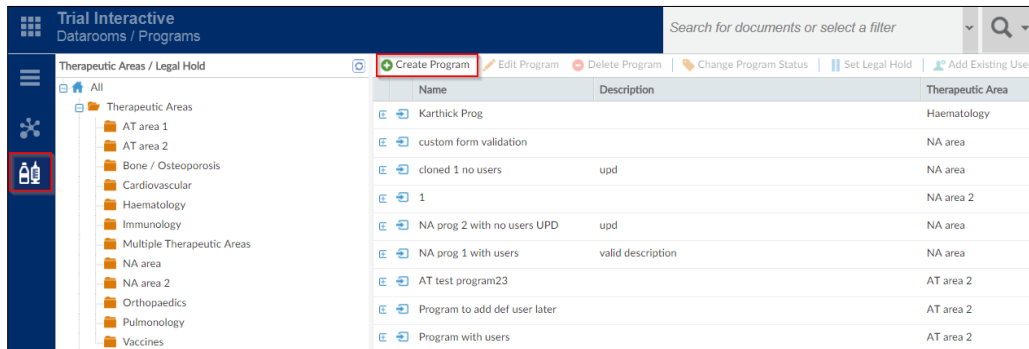 Trial Interactive
Datarooms / Programs
Search for documents or select a filter
Therapeutic Areas / Legal Hold
Create Program Edit Program Delete Program Change Program Status Set Legal Hold Add Existing Use
All
Therapeutic Areas
AT area 1
AT area 2
Bone / Osteoporosis
Cardiovascular
Haematology
Immunology
Multiple Therapeutic Areas
NA area
NA area 2
Orthopaedics
Pulmonology
Vaccines
Name Description Therapeutic Area
Karthick Prog Haematology
custom form validation NA area
cloned 1 no users upd NA area
1 NA area 2
NA prog 2 with no users UPD upd NA area
NA prog 1 with users valid description NA area
AT test program23 AT area 2
Program to add def user later AT area 2
Program with users AT area 2